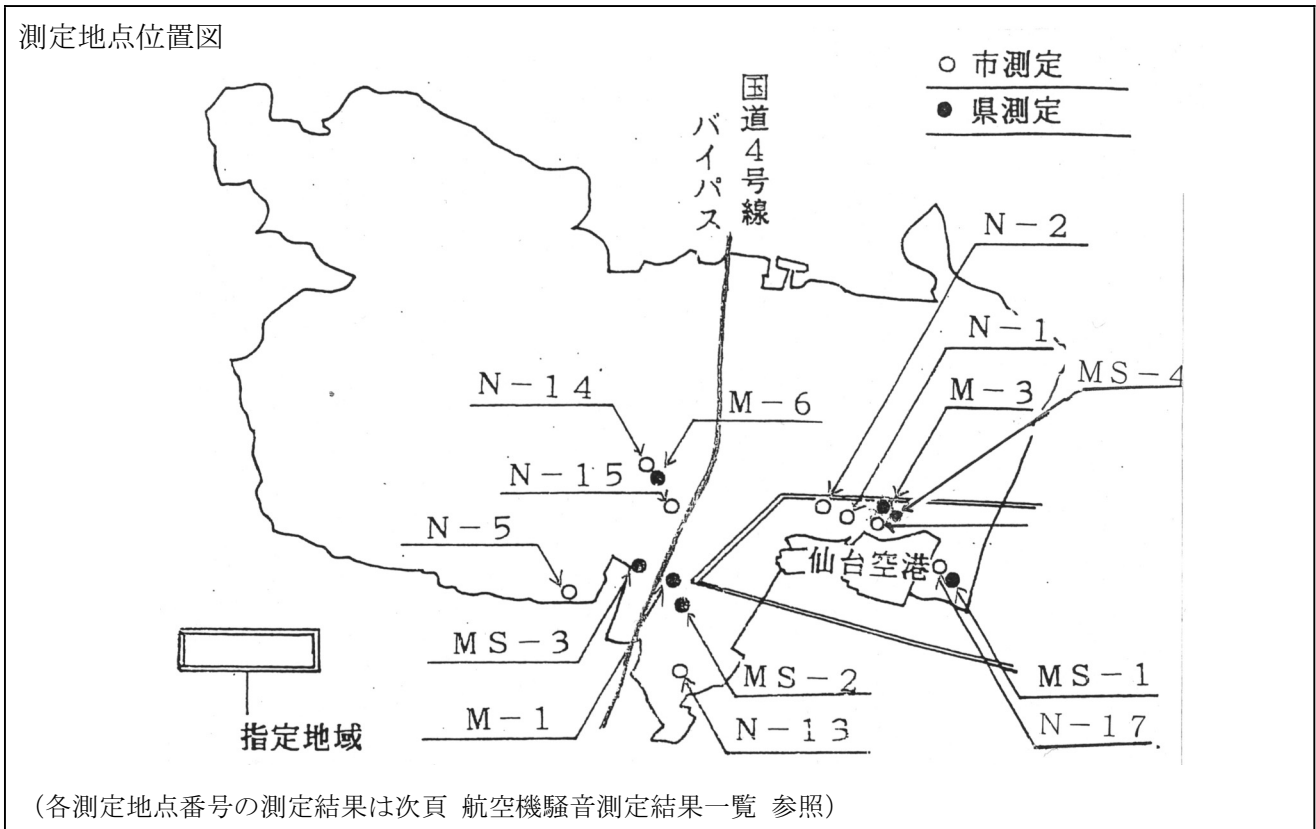 測定地点位置図
○ 市測定
● 県測定
国道4号線
バイパス
N-2
N-1
MS-4
N-14
M-6
M-3
N-15
N-5
仙台空港
MS-3
MS-2
MS-1
M-1
N-13
N-17
指定地域
（各測定地点番号の測定結果は次頁 航空機騒音測定結果一覧 参照）